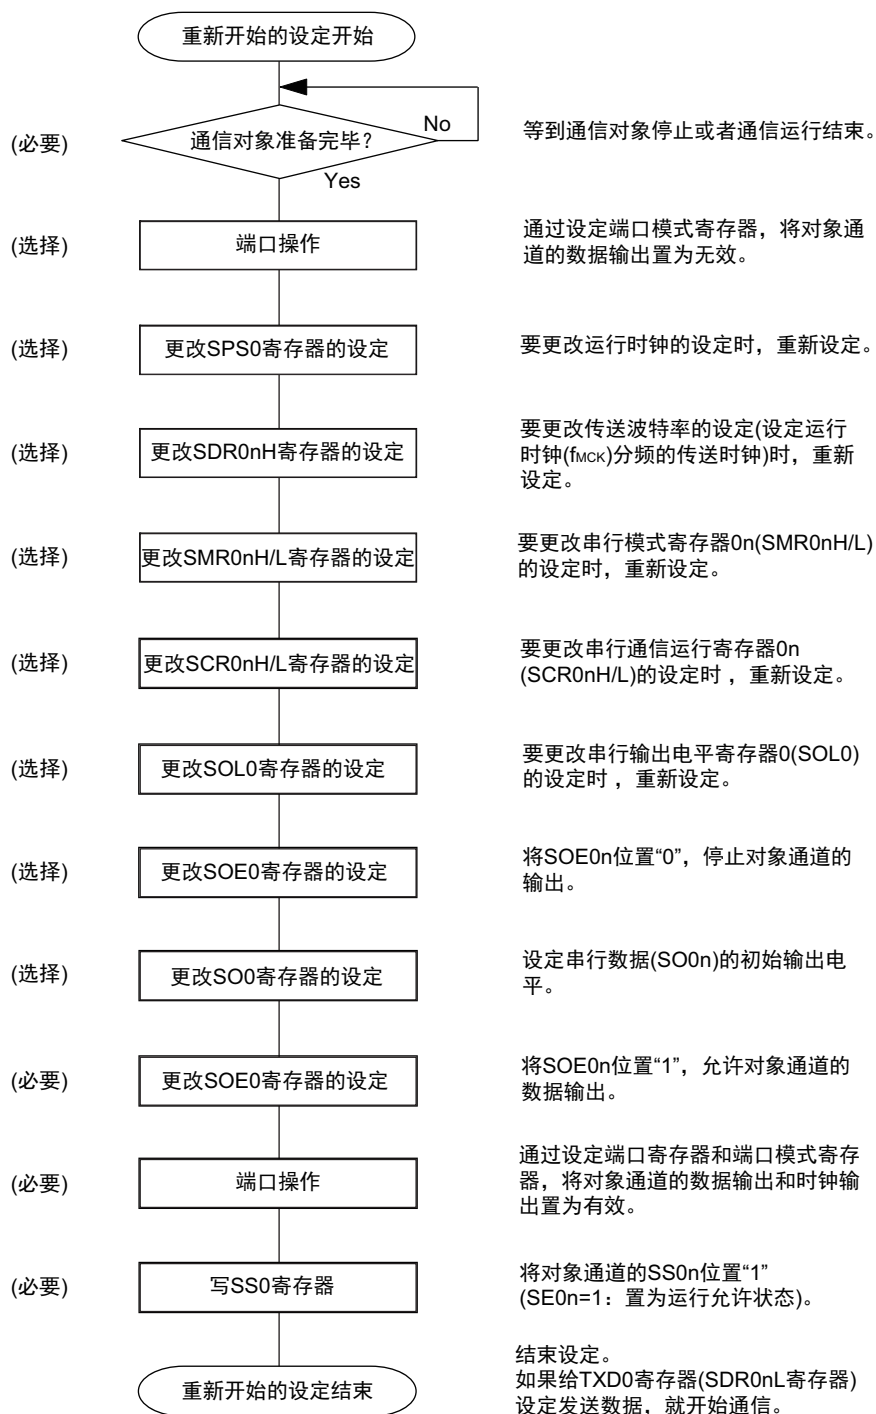 重新开始的设定开始
(必要)
通信对象准备完毕？
No
Yes
等到通信对象停止或者通信运行结束。
(选择)
端口操作
通过设定端口模式寄存器，将对象通
道的数据输出置为无效。
(选择)
更改SPS0寄存器的设定
要更改运行时钟的设定时，重新设定。
(选择)
更改SDR0nH寄存器的设定
要更改传送波特率的设定(设定运行
时钟(fMCK)分频的传送时钟)时，重新
设定。
(选择)
更改SMR0nH/L寄存器的设定
要更改串行模式寄存器0n(SMR0nH/L)
的设定时，重新设定。
(选择)
更改SCR0nH/L寄存器的设定
要更改串行通信运行寄存器0n
(SCR0nH/L)的设定时，重新设定。
(选择)
更改SOL0寄存器的设定
要更改串行输出电平寄存器0(SOL0)
的设定时，重新设定。
(选择)
更改SOE0寄存器的设定
将SOE0n位置“0”，停止对象通道的
输出。
(选择)
更改SO0寄存器的设定
设定串行数据(SO0n)的初始输出电
平。
(必要)
更改SOE0寄存器的设定
将SOE0n位置“1”，允许对象通道的
数据输出。
(必要)
端口操作
通过设定端口寄存器和端口模式寄存
器，将对象通道的数据输出和时钟输
出置为有效。
(必要)
写SS0寄存器
将对象通道的SS0n位置“1”
(SE0n=1：置为运行允许状态)。
重新开始的设定结束
结束设定。
如果给TXD0寄存器(SDR0nL寄存器)
设定发送数据，就开始通信。